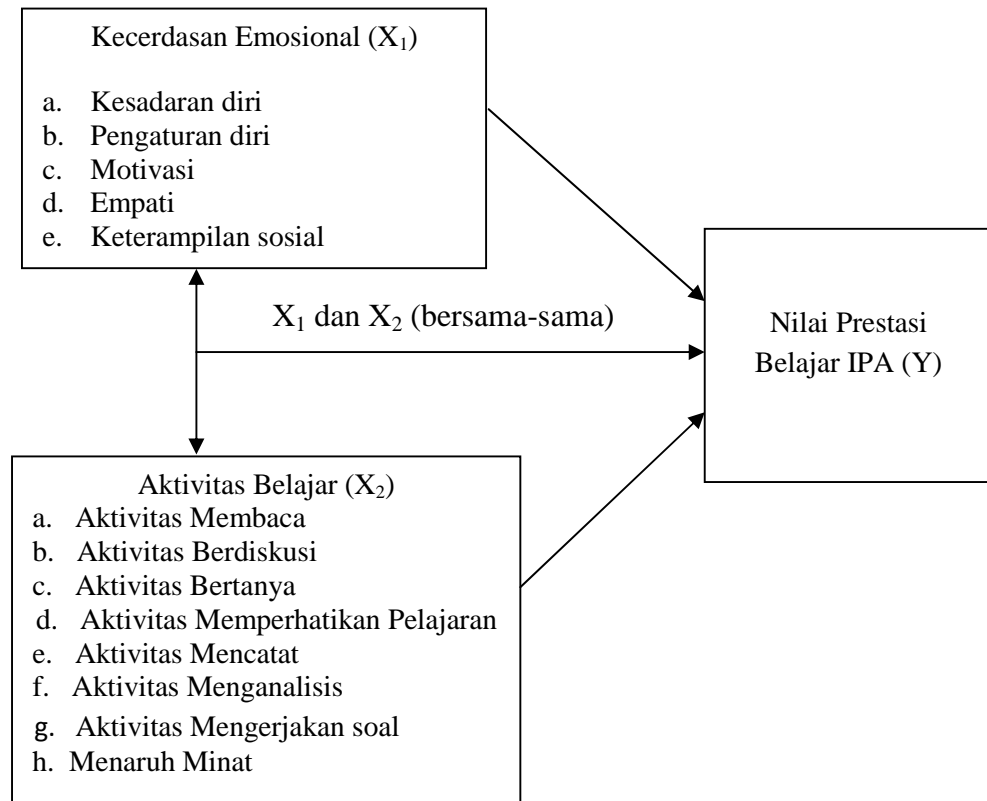 Kecerdasan Emosional (X₁)
a. Kesadaran diri
b. Pengaturan diri
c. Motivasi
d. Empati
e. Keterampilan sosial
X₁ dan X₂ (bersama-sama)
Nilai Prestasi
Belajar IPA (Y)
Aktivitas Belajar (X₂)
a. Aktivitas Membaca
b. Aktivitas Berdiskusi
c. Aktivitas Bertanya
d. Aktivitas Memperhatikan Pelajaran
e. Aktivitas Mencatat
f. Aktivitas Menganalisis
g. Aktivitas Mengerjakan soal
h. Menaruh Minat